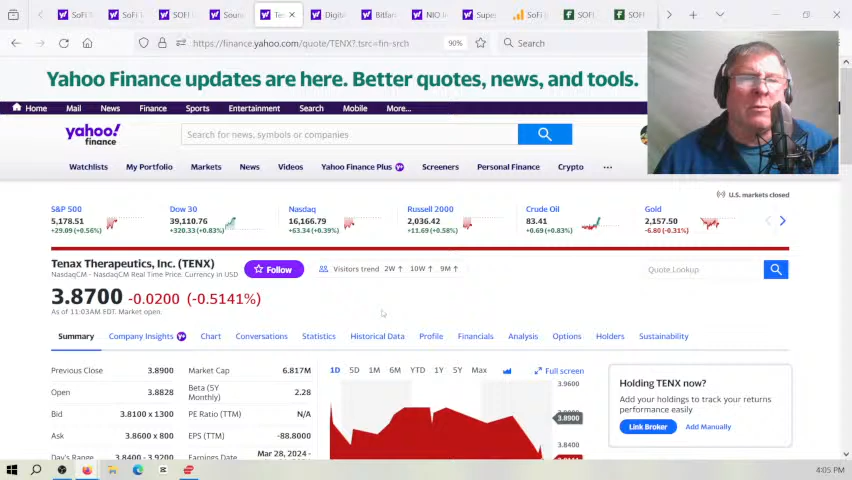 SoFi T
SoFi T
SOFI
Soun
Te
Digit
Bitfar
NIO I
Super
SoFi
SOFI
SOF
https://finance.yahoo.com/quote/TENX?.tsrc=fin-srch
90%
Search
Yahoo Finance updates are here. Better quotes, news, and tools.
Home Mail News Finance Sports Entertainment Search Mobile More...
yahoo!
finance
Search for news, symbols or companies
Watchlists My Portfolio Markets News Videos Yahoo Finance Plus Screeners Personal Finance Crypto ...
U.S. markets closed
S&P 500 Dow 30 Nasdaq Russell 2000 Crude Oil Gold
5,178.51 39,110.76 16,166.79 2,036.42 83.41 2,157.50
+29.09 (+0.56%) +320.33 (+0.83%) +63.34 (+0.39%) +11.69 (+0.58%) +0.69 (+0.83%) -6.80 (-0.31%)
Tenax Therapeutics, Inc. (TENX)
NasdaqCM - NasdaqCM Real Time Price. Currency in USD
Follow
Visitors trend 2W ↑ 10W ↑ 9M ↑
Quote Lookup
3.8700 -0.0200 (-0.5141%)
As of 11:03AM EDT. Market open.
Summary Company Insights Chart Conversations Statistics Historical Data Profile Financials Analysis Options Holders Sustainability
Previous Close 3.8900
Open 3.8828
Bid 3.8100 x 1300
Ask 3.8600 x 800
Day's Range 3.8400 - 3.9200
Market Cap 6.817M
Beta (5Y Monthly) 2.28
PE Ratio (TTM) N/A
EPS (TTM) -88.8000
Earnings Date Mar 28, 2024 -
1D 5D 1M 6M YTD 1Y 5Y Max
Full screen
3.9600
3.8900
3.8400
Holding TENX now?
Add your holdings to track your returns
performance easily
Link Broker Add Manually
4:05 PM